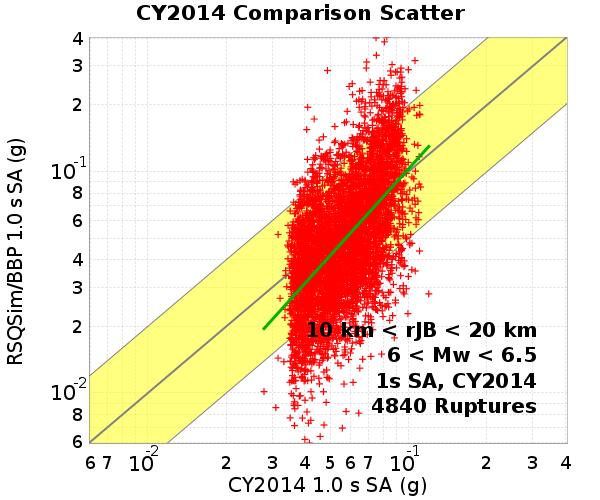 CY2014 Comparison Scatter
RSQSim/BBP 1.0 s SA (g)
4
3
2
10⁻¹
8
6
4
3
2
10⁻²
8
6
10 km < rJB < 20 km
6 < Mw < 6.5
1s SA, CY2014
4840 Ruptures
6 7 10⁻² 2 3 4 5 6 7 10⁻¹ 2 3 4
CY2014 1.0 s SA (g)